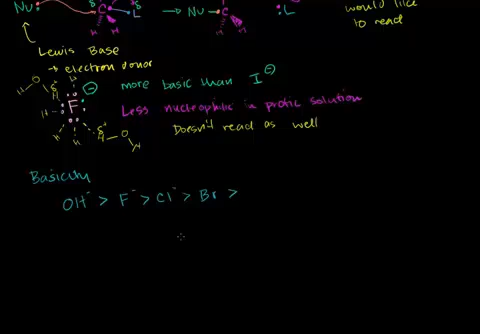 Nu C δ L → Nu C :L would like
to react
Lewis Base
→ electron donor
⊖ more basic than I ⊖
H O δ+ H
F
Less nucleophilic in protic solution
H H H δ+ O H
Doesn't react as well
Basicity
OH⁻ > F⁻ > Cl⁻ > Br >